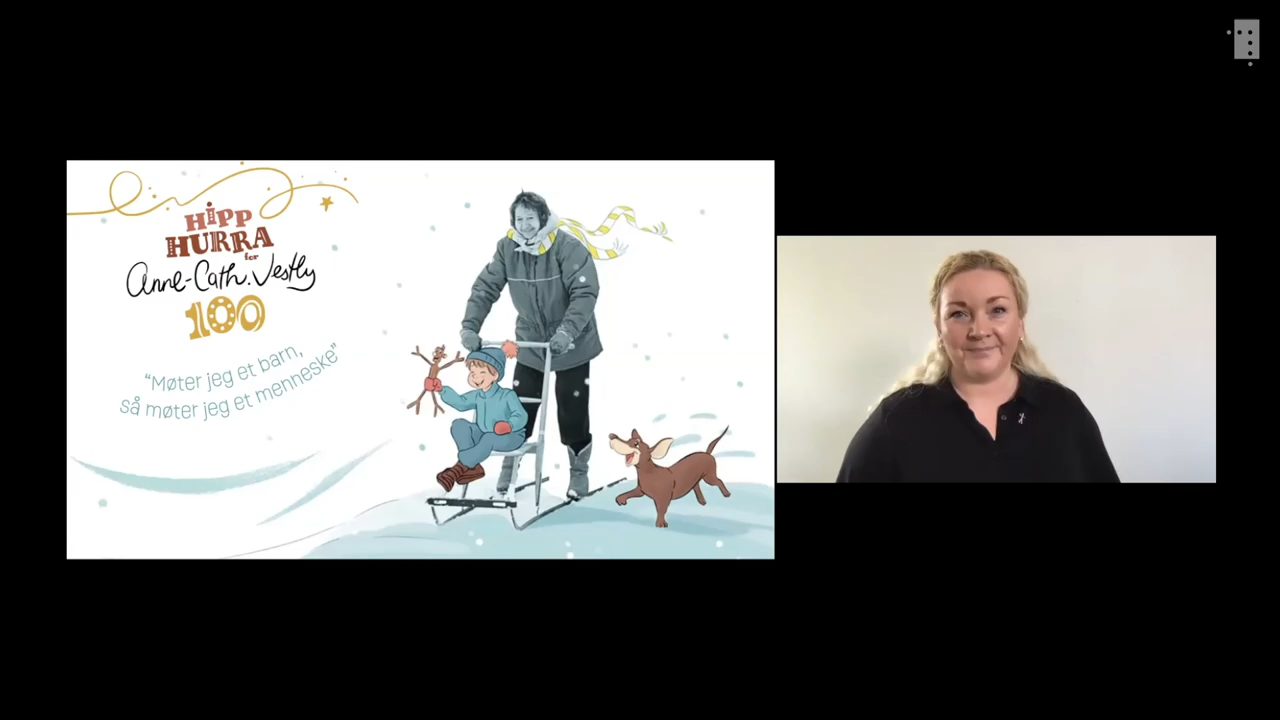 HIPP
HURRA
for
Anne-Cath. Vestly
100
“Møter jeg et barn,
så møter jeg et menneske”